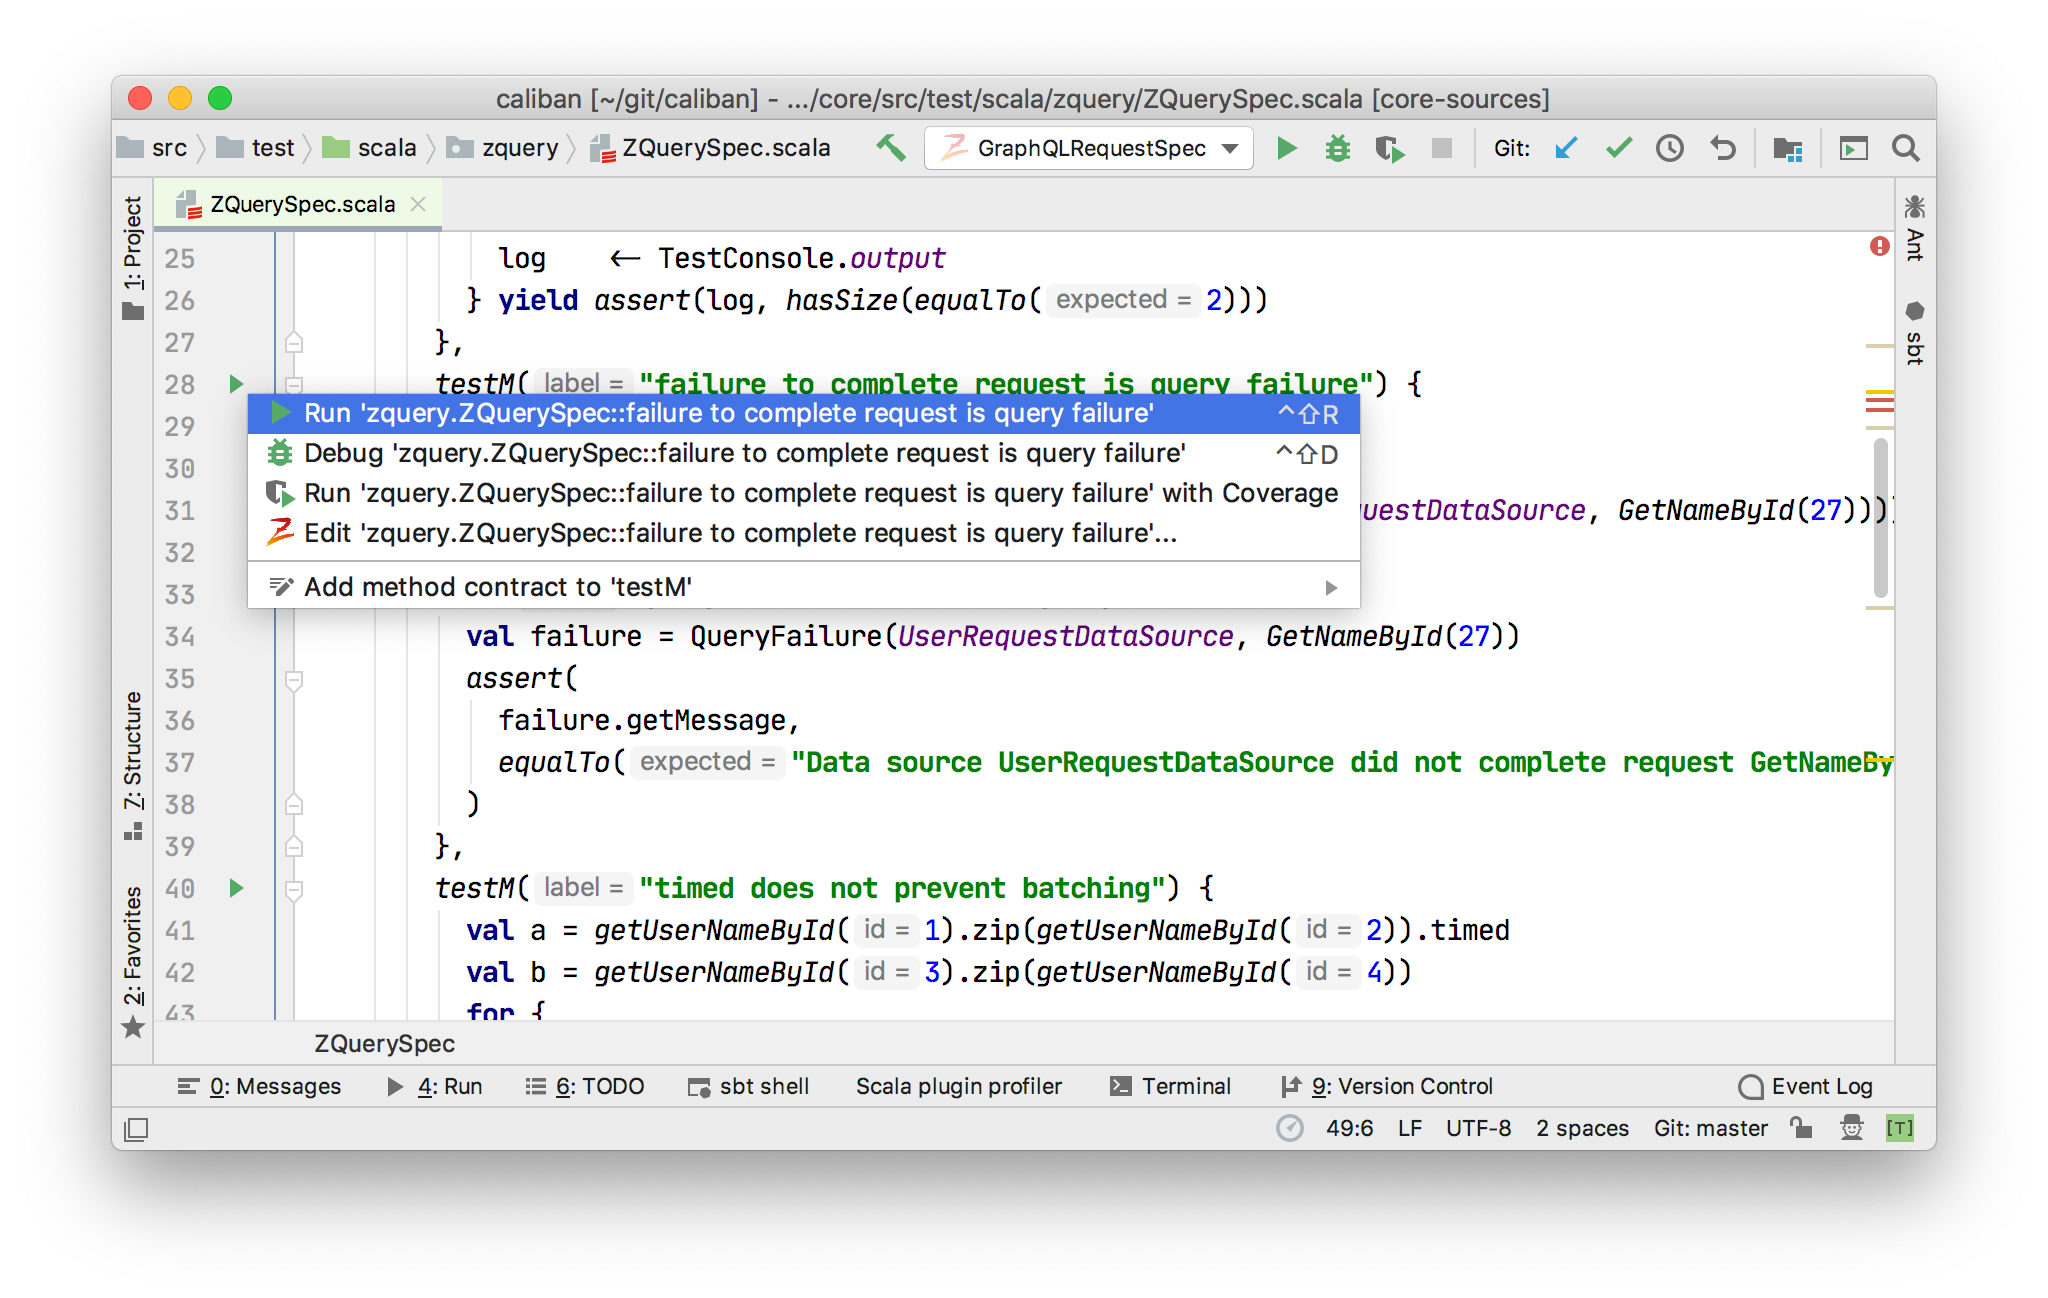 caliban [~/git/caliban] - .../core/src/test/scala/zquery/ZQuerySpec.scala [core-sources]
src test scala zquery ZQuerySpec.scala GraphQLRequestSpec Git:
ZQuerySpec.scala
1: Project
7: Structure
2: Favorites
Ant
sbt
25 log ← TestConsole.output
26 } yield assert(log, hasSize(equalTo( expected = 2)))
27 },
28 testM( label = "failure to complete request is query failure") {
Run 'zquery.ZQuerySpec::failure to complete request is query failure' ^⇧R
29
Debug 'zquery.ZQuerySpec::failure to complete request is query failure' ^⇧D
30
Run 'zquery.ZQuerySpec::failure to complete request is query failure' with Coverage
31 uestDataSource, GetNameById(27))))
Edit 'zquery.ZQuerySpec::failure to complete request is query failure'...
32
Add method contract to 'testM'
33
34 val failure = QueryFailure(UserRequestDataSource, GetNameById(27))
35 assert(
36 failure.getMessage,
37 equalTo( expected = "Data source UserRequestDataSource did not complete request GetNameBy
38 )
39 },
40 testM( label = "timed does not prevent batching") {
41 val a = getUserNameById( id = 1).zip(getUserNameById( id = 2)).timed
42 val b = getUserNameById( id = 3).zip(getUserNameById( id = 4))
43 for {
ZQuerySpec
0: Messages 4: Run 6: TODO sbt shell Scala plugin profiler Terminal 9: Version Control Event Log
49:6 LF UTF-8 2 spaces Git: master [T]